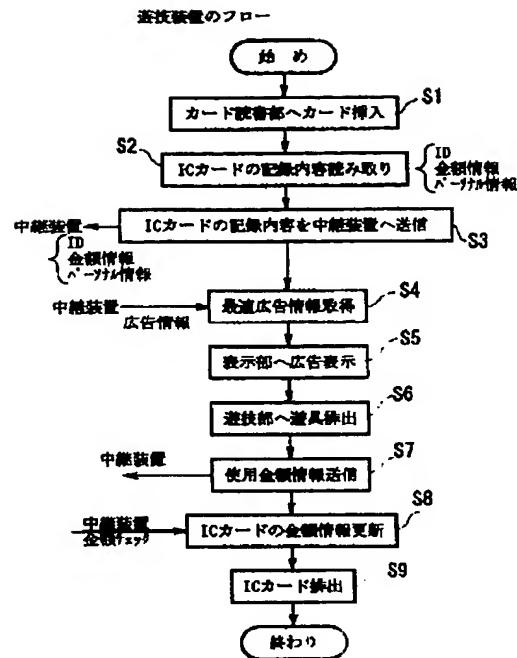 遊技装置のフロー
始め
S1
カード読書部へカード挿入
S2
ICカードの記録内容読み取り
ID
金額情報
パーソナル情報
中継装置
ICカードの記録内容を中継装置へ送信
S3
ID
金額情報
パーソナル情報
S4
中継装置
広告情報
最適広告情報取得
S5
表示部へ広告表示
S6
遊技部へ遊具排出
S7
中継装置
使用金額情報送信
S8
中継装置
金額チェック
ICカードの金額情報更新
S9
ICカード排出
終わり